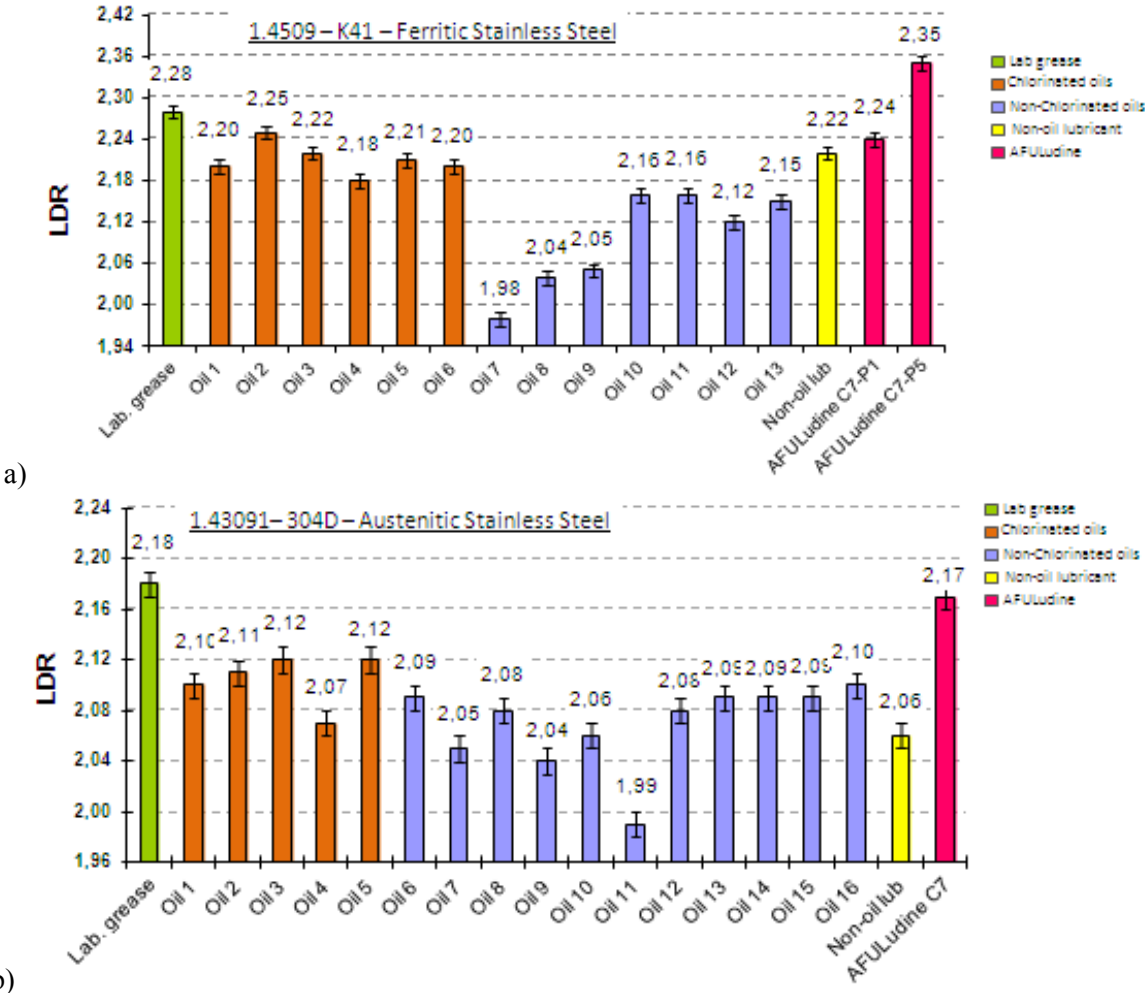 2,42
1.4509 – K41 – Ferritic Stainless Steel
2,36
2,30
2,24
2,18
2,12
2,06
2,00
1,94
LDR
2,28
2,20
2,25
2,22
2,18
2,21
2,20
1,98
2,04
2,05
2,16
2,16
2,12
2,15
2,22
2,24
2,35
Lab grease
Chlorinated oils
Non-Chlorinated oils
Non-oil lubricant
AFULudine
Lab. grease
Oil 1
Oil 2
Oil 3
Oil 4
Oil 5
Oil 6
Oil 7
Oil 8
Oil 9
Oil 10
Oil 11
Oil 12
Oil 13
Non-oil lub
AFULudine C7-P1
AFULudine C7-P5
a)
2,24
1.43091– 304D – Austenitic Stainless Steel
2,20
2,16
2,12
2,08
2,04
2,00
1,96
LDR
2,18
2,10
2,11
2,12
2,07
2,12
2,09
2,05
2,08
2,04
2,06
1,99
2,08
2,09
2,09
2,09
2,10
2,06
2,17
Lab grease
Chlorinated oils
Non-Chlorinated oils
Non-oil lubricant
AFULudine
Lab. grease
Oil 1
Oil 2
Oil 3
Oil 4
Oil 5
Oil 6
Oil 7
Oil 8
Oil 9
Oil 10
Oil 11
Oil 12
Oil 13
Oil 14
Oil 15
Oil 16
Non-oil lub
AFULudine C7